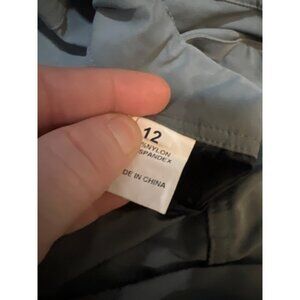 12
%NYLON
SPANDEX
DE IN CHINA